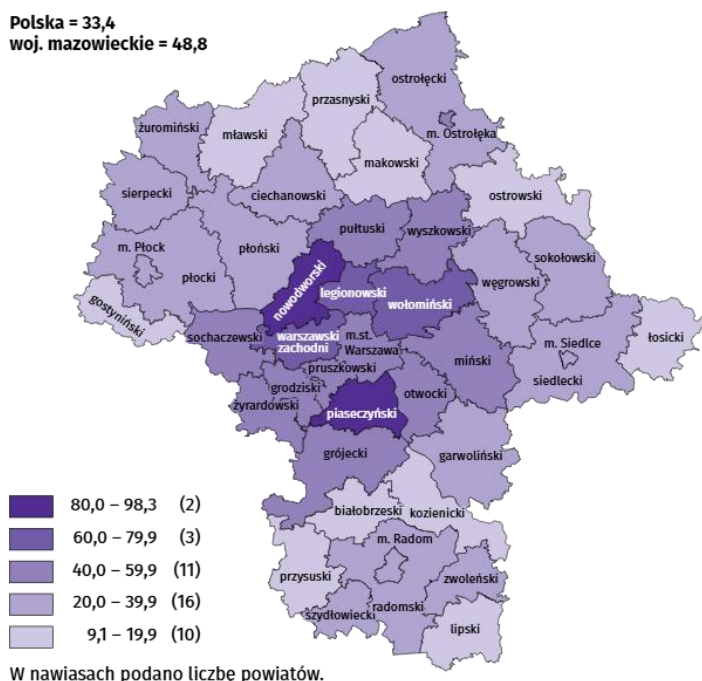 Polska = 33,4
woj. mazowieckie = 48,8
ostrołęcki
przasnyski
m. Ostrołęka
żuromiński
mławski
makowski
sierpecki
ciechanowski
ostrowski
pułtuski
wyszkowski
m. Płock
płoński
sokołowski
płocki
nowodworski
węgrowski
legionowski
wołomiński
gostyniński
sochaczewski
warszawski
zachodni
m.st.
Warszawa
łosicki
m. Siedlce
miński
pruszkowski
siedlecki
grodziski
otwocki
żyrardowski
piaseczyński
grójecki
garwoliński
białobrzeski
kozienicki
m. Radom
przysuski
zwoleński
szydłowiecki
radomski
lipski
80,0 – 98,3 (2)
60,0 – 79,9 (3)
40,0 – 59,9 (11)
20,0 – 39,9 (16)
9,1 – 19,9 (10)
W nawiasach podano liczbę powiatów.